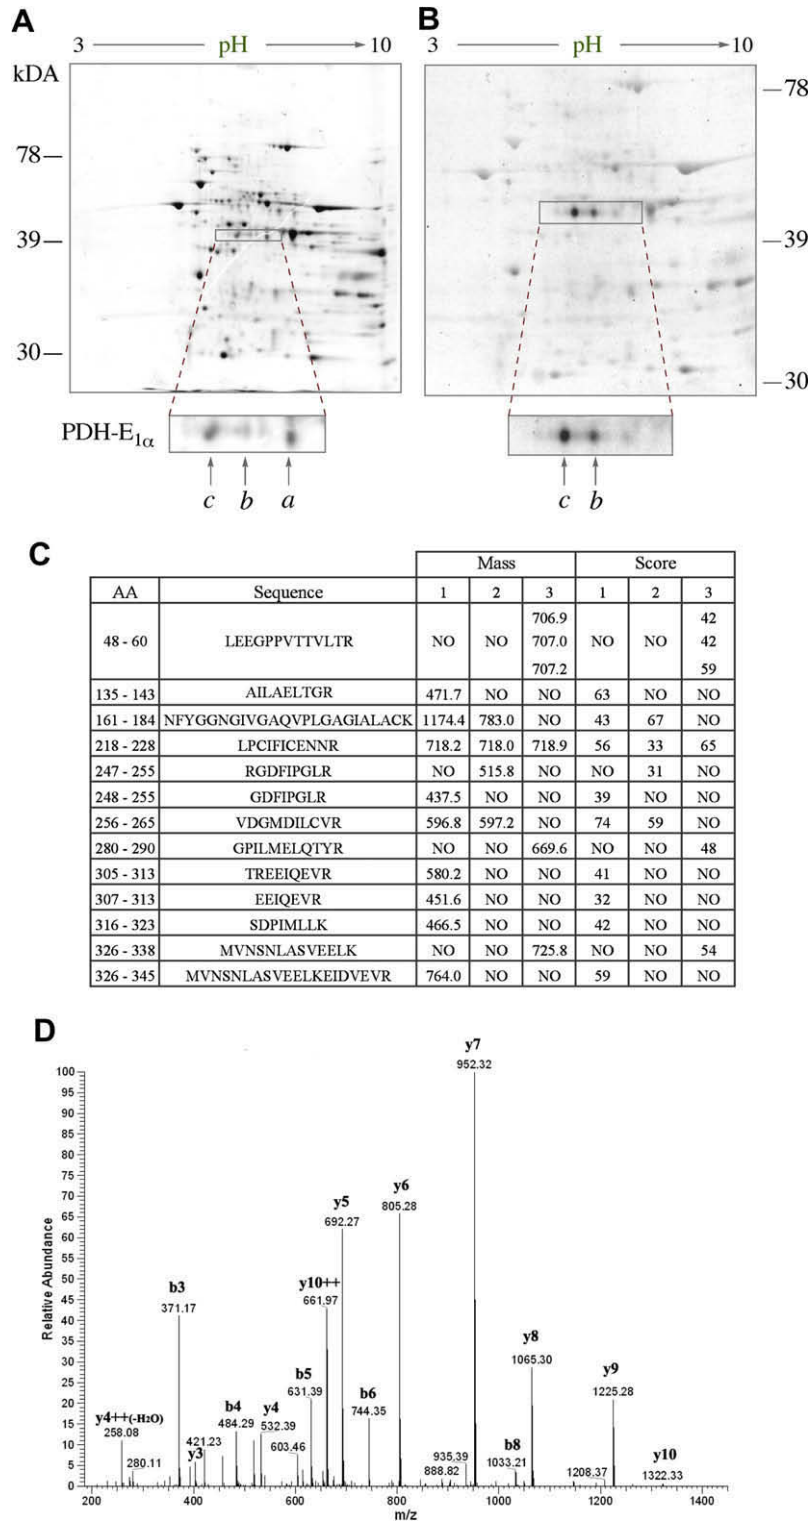 A
B
3 pH 10
3 pH 10
kDA
78
39
30
78
39
30
PDH-E1α
c b a
c b
C
Mass Score
AA Sequence 1 2 3 1 2 3
48 - 60 LEEGPPVTTVLTR NO NO 706.9 707.0 707.2 NO NO 42 42 59
135 - 143 AILAELTGR 471.7 NO NO 63 NO NO
161 - 184 NFYGGNGIVGAQVPLGAGIALACK 1174.4 783.0 NO 43 67 NO
218 - 228 LPCIFICENNR 718.2 718.0 718.9 56 33 65
247 - 255 RGDFIPGLR NO 515.8 NO NO 31 NO
248 - 255 GDFIPGLR 437.5 NO NO 39 NO NO
256 - 265 VDGMDILCVR 596.8 597.2 NO 74 59 NO
280 - 290 GPILMELQTYR NO NO 669.6 NO NO 48
305 - 313 TREEIQEVR 580.2 NO NO 41 NO NO
307 - 313 EEIQEVR 451.6 NO NO 32 NO NO
316 - 323 SDPIMLLK 466.5 NO NO 42 NO NO
326 - 338 MVNSNLASVEELK NO NO 725.8 NO NO 54
326 - 345 MVNSNLASVEELKEIDVEVR 764.0 NO NO 59 NO NO
D
Relative Abundance
100
95
90
85
80
75
70
65
60
55
50
45
40
35
30
25
20
15
10
5
0
y7
952.32
y6
805.28
y5
692.27
y10++
661.97
b3
371.17
y8
1065.30
y9
1225.28
b5
631.39
b6
744.35
b4
484.29
y4
532.39
y4++(-H2O)
258.08
280.11
y3
421.23
603.46
888.82
935.39
b8
1033.21
1208.37
y10
1322.33
200 400 600 800 1000 1200 1400
m/z